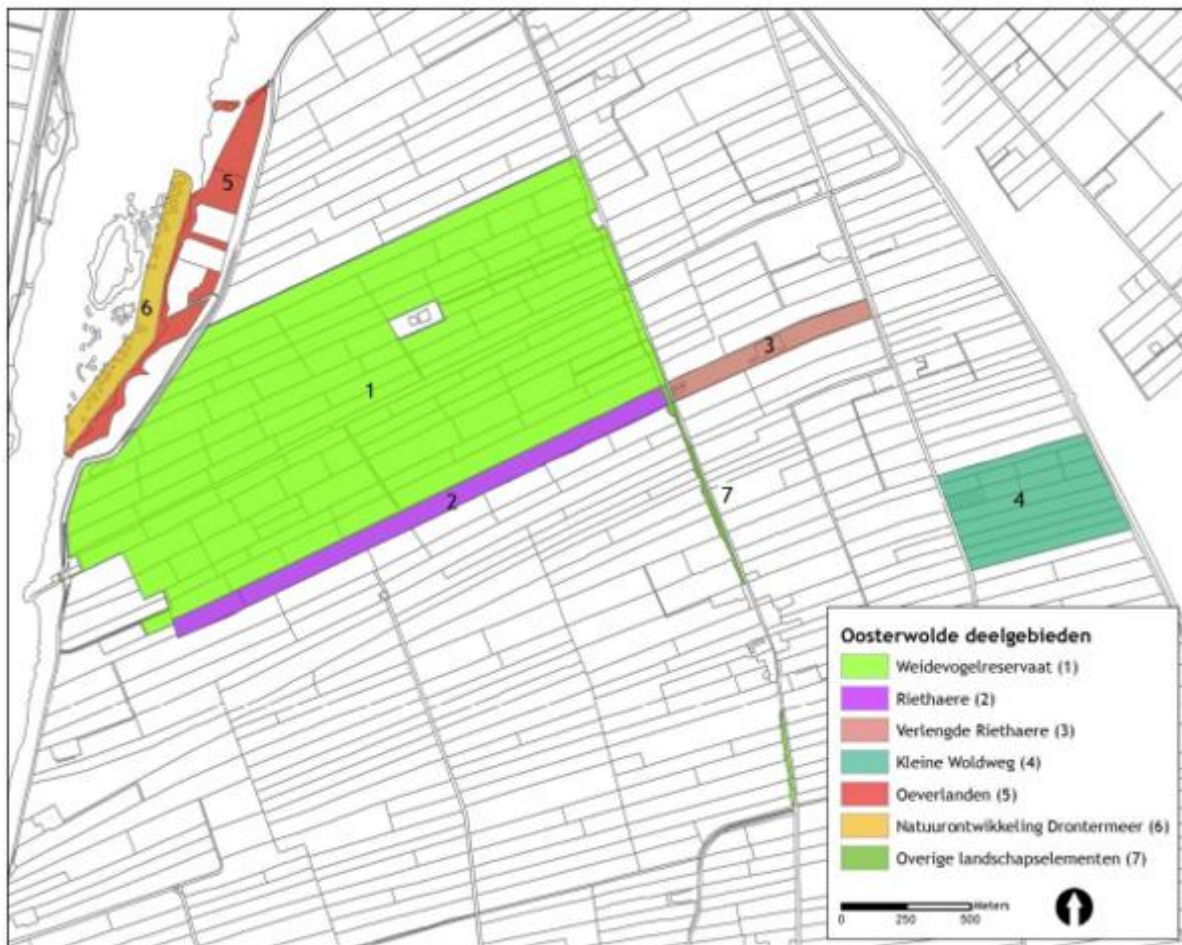 5
6
1
3
2
7
4
Oosterwolde deelgebieden
Weidevogelreservaat (1)
Riethaere (2)
Verlengde Riethaere (3)
Kleine Woldweg (4)
Oeverlanden (5)
Natuurontwikkeling Drontermeer (6)
Overige landschapselementen (7)
Meters
0 250 500